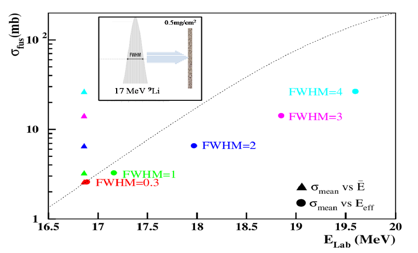 σfus (mb)
10²
10
1
0.5mg/cm²
FWHM
17 MeV ⁹Li
FWHM=4
FWHM=3
FWHM=2
FWHM=1
FWHM=0.3
▲ σmean vs Ē
● σmean vs Eeff
16.5 17 17.5 18 18.5 19 19.5 20
ELab (MeV)